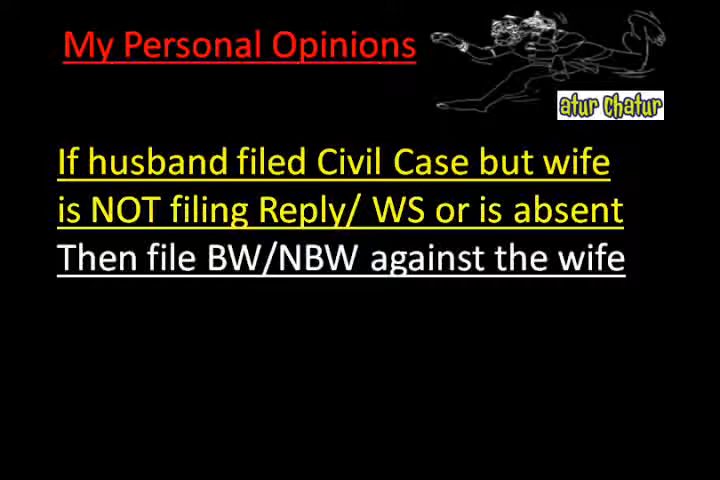 My Personal Opinions
atur chatur
If husband filed Civil Case but wife
is NOT filing Reply/ WS or is absent
Then file BW/NBW against the wife